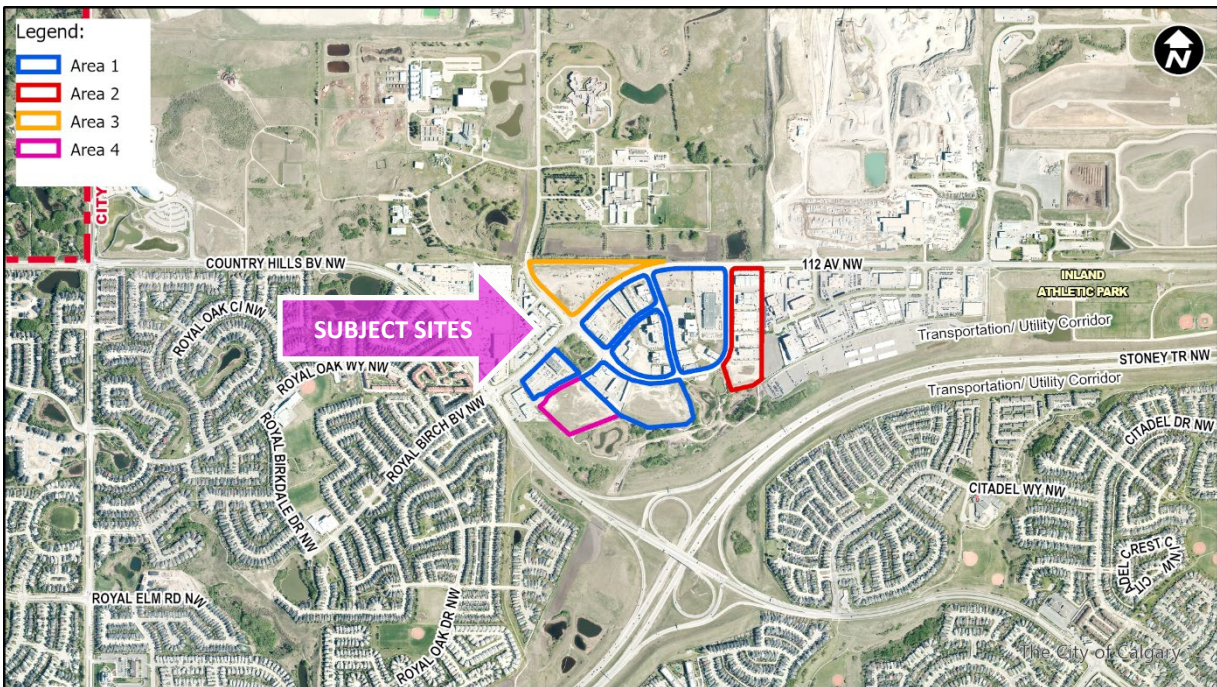 Legend:
Area 1
Area 2
Area 3
Area 4
N
CITY
COUNTRY HILLS BV NW
112 AV NW
INLAND
ATHLETIC PARK
SUBJECT SITES
Transportation/ Utility Corridor
STONEY TR NW
Transportation/ Utility Corridor
ROYAL OAK CI NW
ROYAL OAK WY NW
ROYAL BIRCH BV NW
ROYAL BIRKDALE DR NW
CITADEL DR NW
CITADEL WY NW
ROYAL ELM RD NW
ROYAL OAK DR NW
The City of Calgary